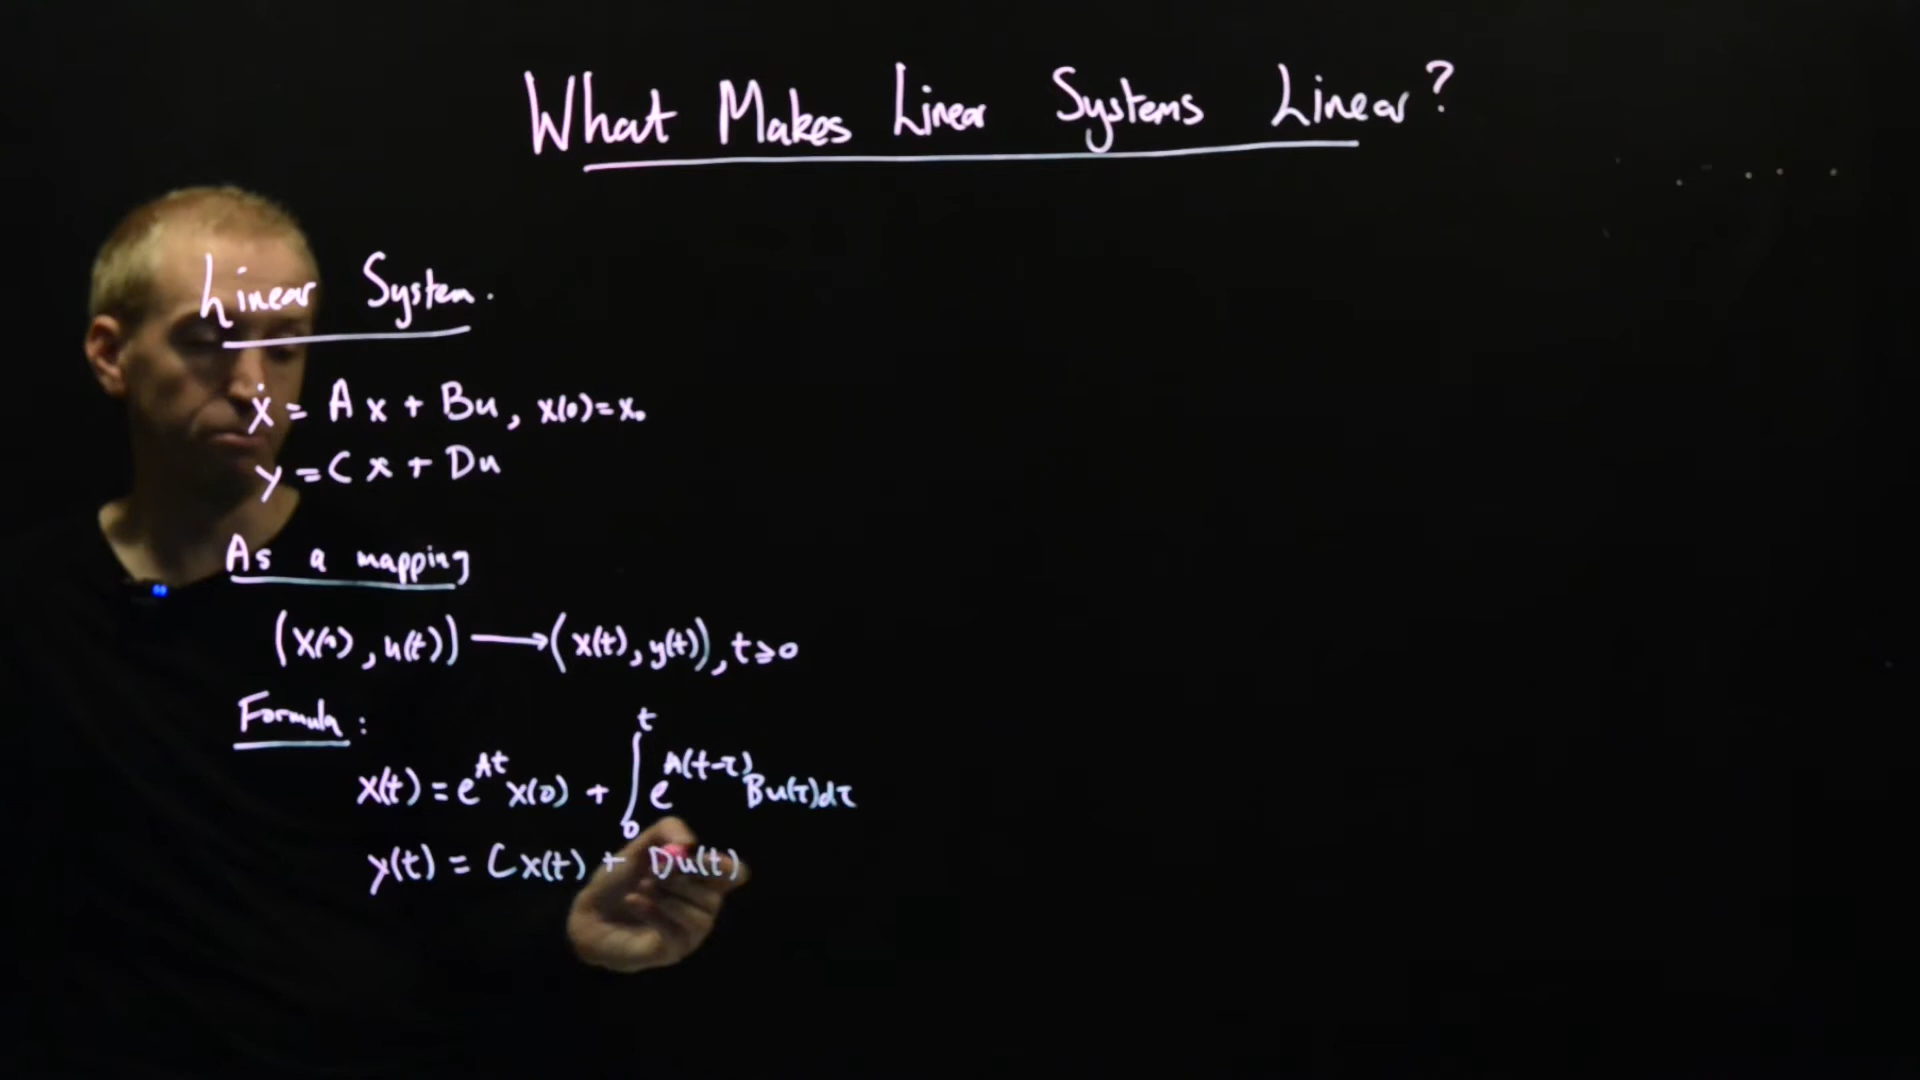 What Makes Linear Systems Linear?
Linear System.
ẋ = Ax + Bu, x(0)=x₀
y = Cx + Du
As a mapping
(x(0), u(t)) ⟶ (x(t), y(t)), t≥0
Formula:
x(t) = e^{At} x(0) + ∫₀ᵗ e^{A(t-τ)} Bu(τ)dτ
y(t) = Cx(t) + Du(t)